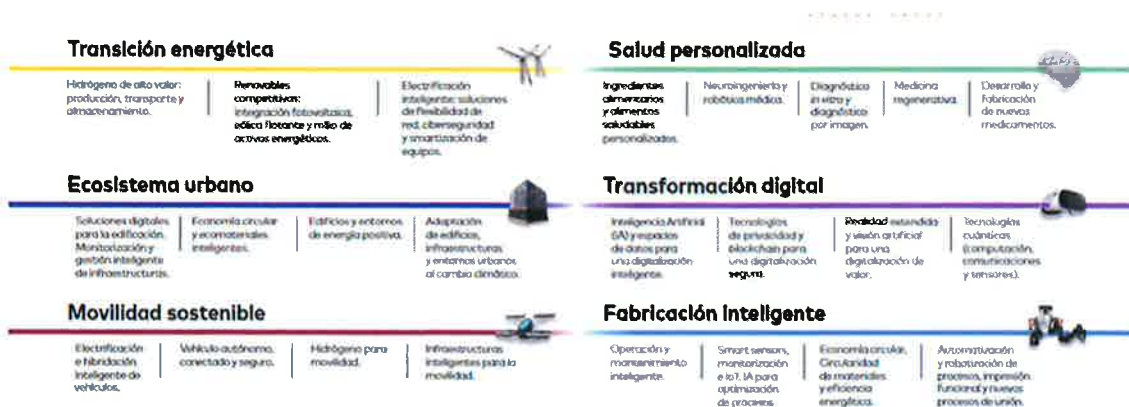 Transición energética
Hidrógeno de alto valor:
producción, transporte y
almacenamiento.
Renovables
competitivas:
integración fotovoltaica,
eólica flotante y mllo de
activos energéticos.
Electrificación
inteligente: soluciones
de flexibilidad de
red, ciberseguridad
y smartización de
equipos.
Salud personalizada
Ingredientes
alimentarios
y alimentos
saludables
personalizados.
Neuroingeniería y
robótica médica.
Diagnóstico
in vitro y
diagnóstico
por imagen.
Medicina
regenerativa.
Desarrollo y
fabricación
de nuevos
medicamentos.
Ecosistema urbano
Soluciones digitales
para la edificación.
Monitorización y
gestión inteligente
de infraestructuras.
Economía circular
y ecomateriales
inteligentes.
Edificios y entornos
de energía positiva.
Adaptación
de edificios,
infraestructuras
y entornos urbanos
al cambio climático.
Transformación digital
Inteligencia Artificial
(IA) y espacios
de datos para
una digitalización
inteligente.
Tecnologías
de privacidad y
blockchain para
una digitalización
segura.
Realidad extendida
y visión artificial
para una
digitalización de
valor.
Tecnologías
cuánticas
(computación,
comunicaciones
y sensores).
Movilidad sostenible
Electrificación
e hibridación
inteligente de
vehículos.
Vehículo autónomo,
conectado y seguro.
Hidrógeno para
movilidad.
Infraestructuras
inteligentes para la
movilidad.
Fabricación inteligente
Operación y
mantenimiento
inteligente.
Smart sensors,
monitorización
e IoT. IA para
optimización
de procesos
Economía circular.
Circularidad
de materiales
y eficiencia
energética.
Automatización
y robotización de
procesos, impresión
funcional y nuevos
procesos de unión.